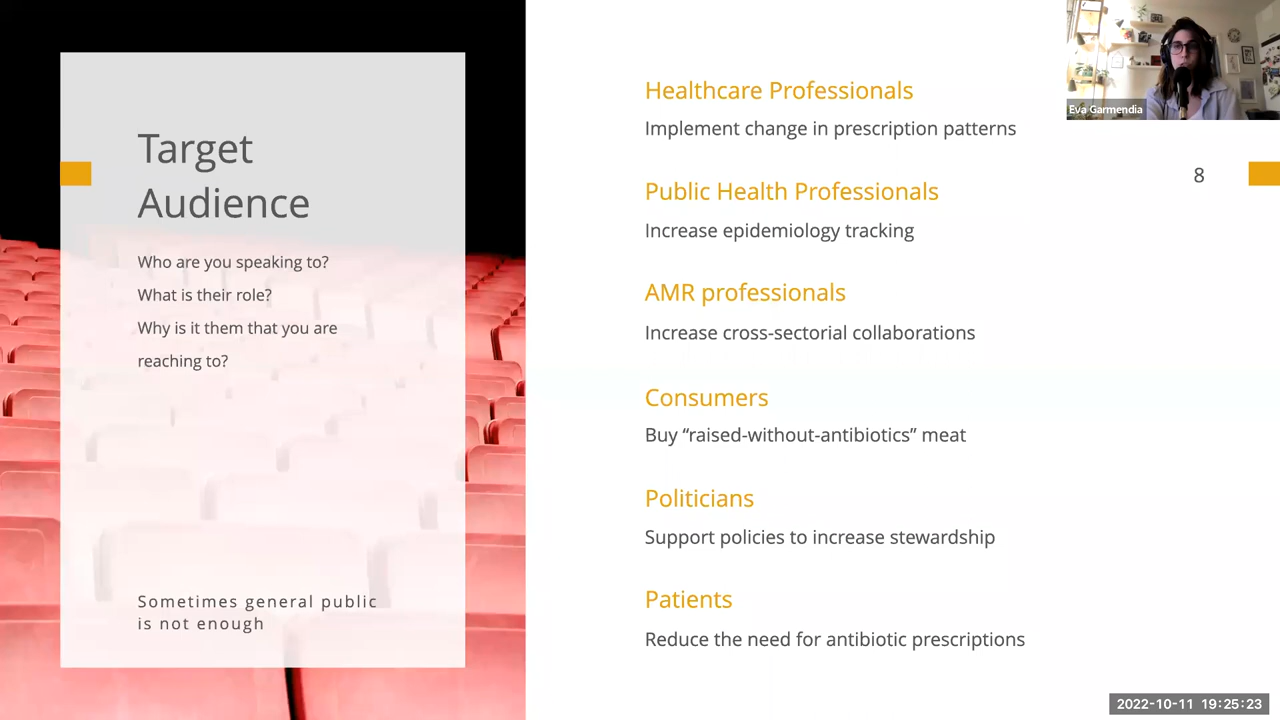 Target
Audience
Who are you speaking to?
What is their role?
Why is it them that you are
reaching to?
Sometimes general public
is not enough
Healthcare Professionals
Implement change in prescription patterns
Public Health Professionals
Increase epidemiology tracking
AMR professionals
Increase cross-sectorial collaborations
Consumers
Buy “raised-without-antibiotics” meat
Politicians
Support policies to increase stewardship
Patients
Reduce the need for antibiotic prescriptions
Eva Garmendia
8
2022-10-11 19:25:23